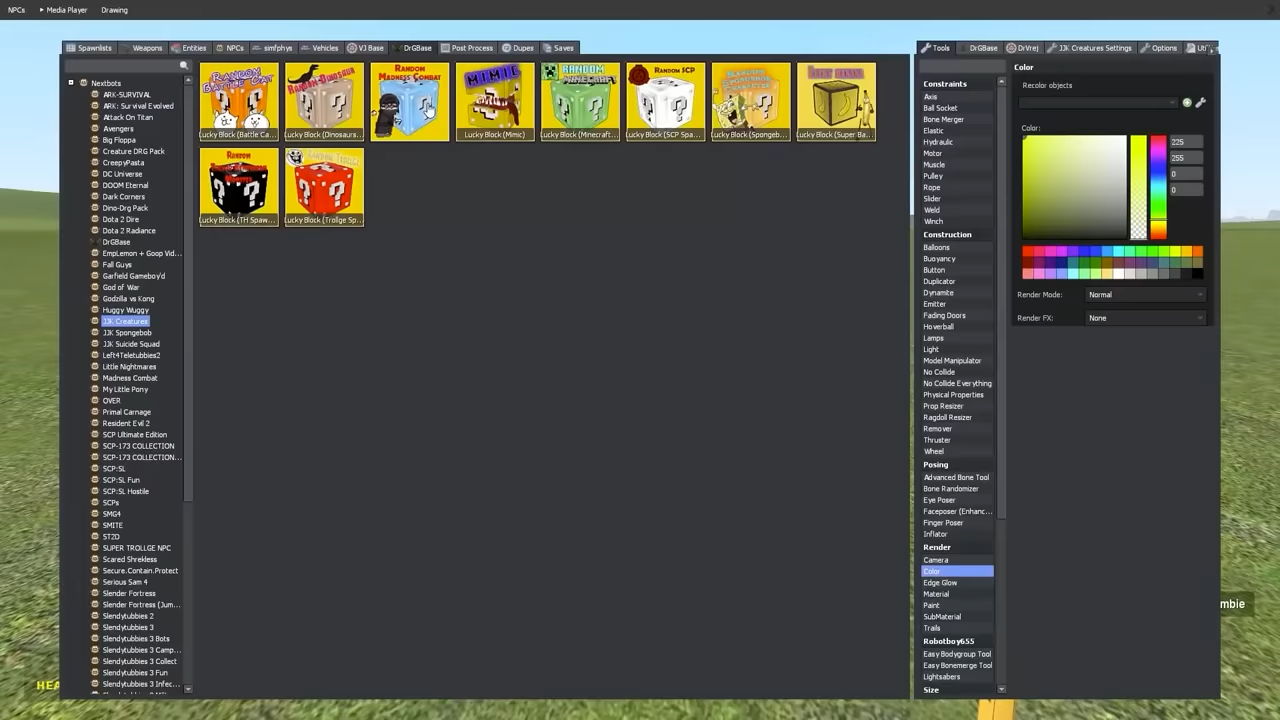 NPCs
Media Player
Drawing
Spawnlists
Weapons
Entities
NPCs
simfphys
Vehicles
VJ Base
DrGBase
Post Process
Dupes
Saves
Nextbots
ARK-SURVIVAL
ARK: Survival Evolved
Attack On Titan
Avengers
Big Floppa
Creature DRG Pack
CreepyPasta
DC Universe
DOOM Eternal
Dark Corners
Dino-Drg Pack
Dota 2 Dire
Dota 2 Radiance
DrGBase
EmpLemon + Goop Vid...
Fall Guys
Garfield Gameboy'd
God of War
Godzilla vs Kong
Huggy Wuggy
JJK Creatures
JJK Spongebob
JJK Suicide Squad
Left4Teletubbies2
Little Nightmares
Madness Combat
My Little Pony
OVER
Primal Carnage
Resident Evil 2
SCP Ultimate Edition
SCP-173 COLLECTION
SCP-173 COLLECTION...
SCP:SL
SCP:SL Fun
SCP:SL Hostile
SCPs
SMG4
SMITE
ST2D
SUPER TROLLGE NPC
Scared Shrekless
Secure.Contain.Protect
Serious Sam 4
Slender Fortress
Slender Fortress (Jum...
Slendytubbies 2
Slendytubbies 3
Slendytubbies 3 Bots
Slendytubbies 3 Camp...
Slendytubbies 3 Collect
Slendytubbies 3 Fun
Slendytubbies 3 Infec...
RANDOM BATTLE CAT
Lucky Block (Battle Ca...
RANDOM DINOSAUR
Lucky Block (Dinosaurs...
RANDOM MADNESS COMBAT
MIMIC
Lucky Block (Mimic)
RANDOM MINECRAFT
Lucky Block (Minecraft...
RANDOM SCP
Lucky Block (SCP Spa...
Lucky Block (Spongeb...
Lucky Block (Super Ba...
RANDOM
Lucky Block (TH Spaw...
Lucky Block (Trollge Sp...
Tools
DrGBase
DrVrej
JJK Creatures Settings
Options
Uti
Constraints
Axis
Ball Socket
Bone Merger
Elastic
Hydraulic
Motor
Muscle
Pulley
Rope
Slider
Weld
Winch
Construction
Balloons
Buoyancy
Button
Duplicator
Dynamite
Emitter
Fading Doors
Hoverball
Lamps
Light
Model Manipulator
No Collide
No Collide Everything
Physical Properties
Prop Resizer
Ragdoll Resizer
Remover
Thruster
Wheel
Posing
Advanced Bone Tool
Bone Randomizer
Eye Poser
Faceposer (Enhanc...
Finger Poser
Inflator
Render
Camera
Color
Edge Glow
Material
Paint
SubMaterial
Trails
Robotboy655
Easy Bodygroup Tool
Easy Bonemerge Tool
Lightsabers
Size
Color
Recolor objects
Color:
225
255
0
0
Render Mode:
Normal
Render FX:
None
mbie
HEA